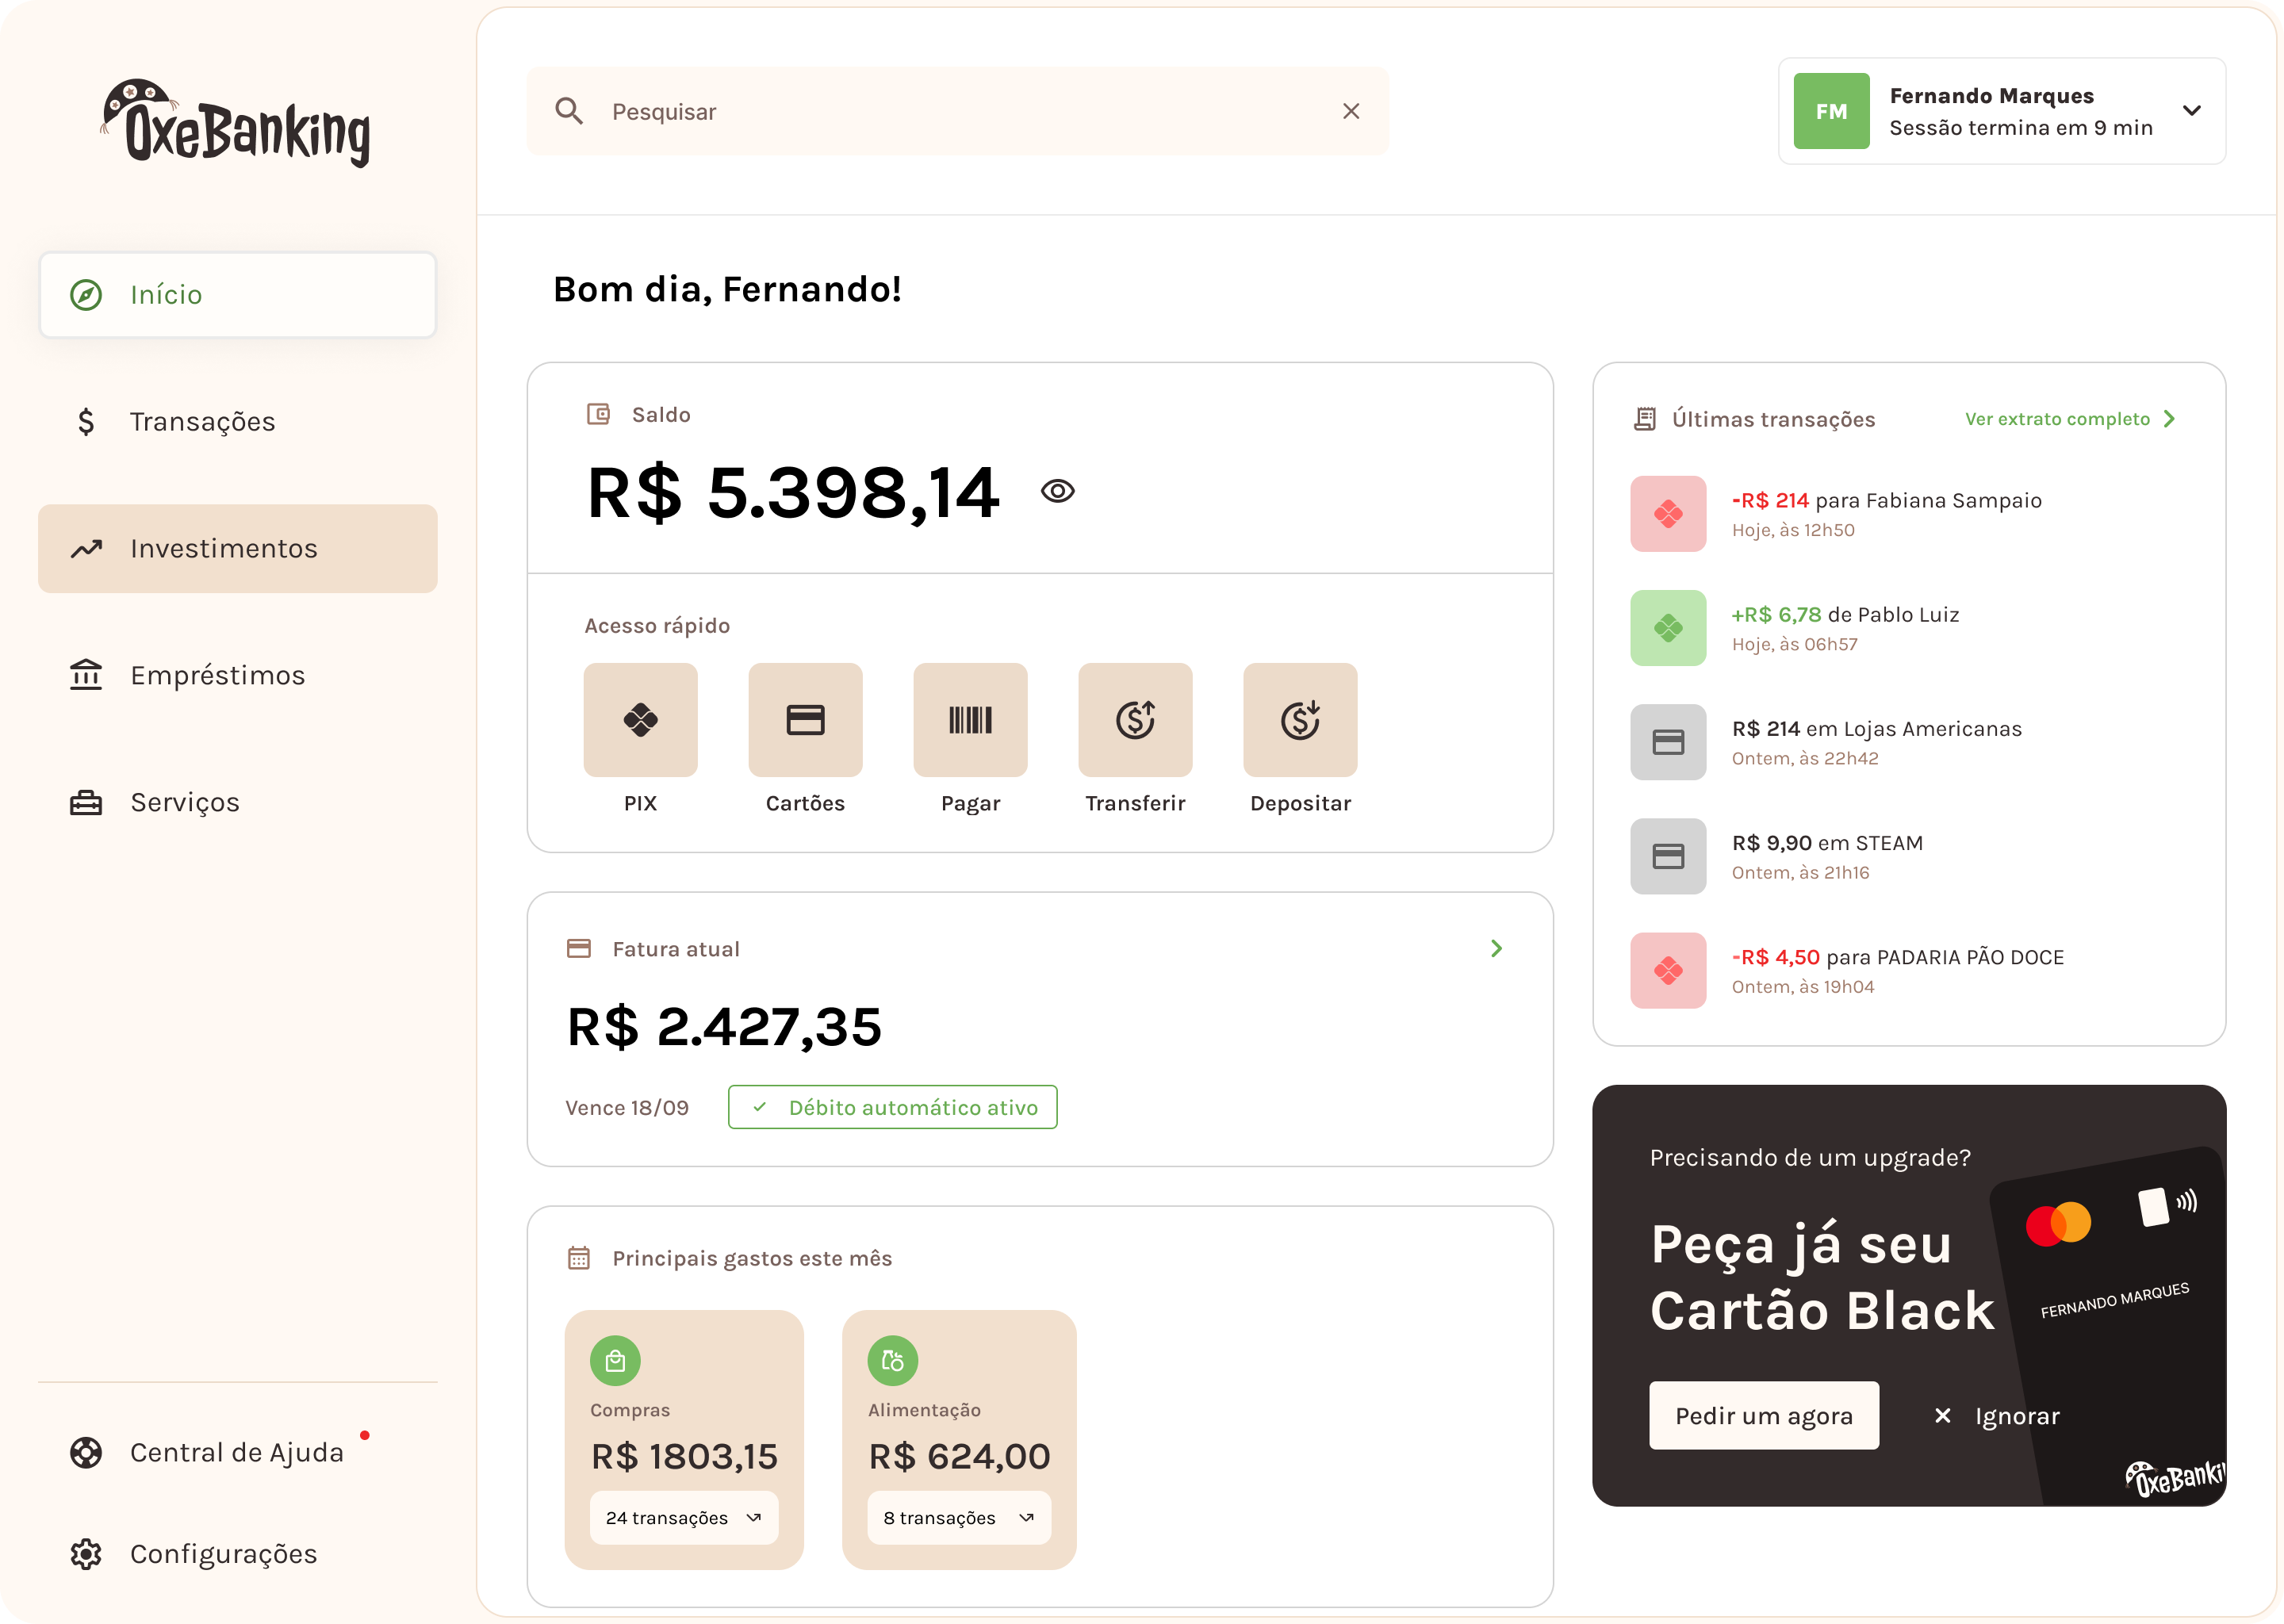 OxeBanking
Início
Transações
Investimentos
Empréstimos
Serviços
Central de Ajuda
Configurações
Pesquisar
FM
Fernando Marques
Sessão termina em 9 min
Bom dia, Fernando!
Saldo
R$ 5.398,14
Acesso rápido
PIX
Cartões
Pagar
Transferir
Depositar
Fatura atual
R$ 2.427,35
Vence 18/09
Débito automático ativo
Principais gastos este mês
Compras
R$ 1803,15
24 transações
Alimentação
R$ 624,00
8 transações
Últimas transações
Ver extrato completo
-R$ 214 para Fabiana Sampaio
Hoje, às 12h50
+R$ 6,78 de Pablo Luiz
Hoje, às 06h57
R$ 214 em Lojas Americanas
Ontem, às 22h42
R$ 9,90 em STEAM
Ontem, às 21h16
-R$ 4,50 para PADARIA PÃO DOCE
Ontem, às 19h04
Precisando de um upgrade?
Peça já seu
Cartão Black
Pedir um agora
Ignorar
FERNANDO MARQUES
OxeBanki